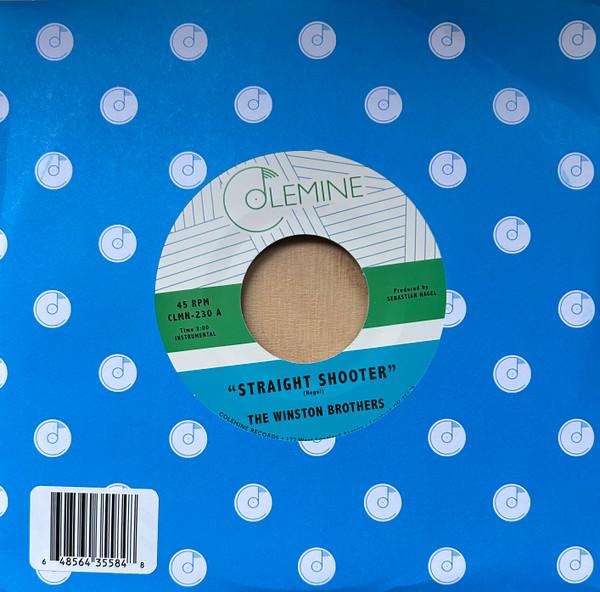 COLEMINE
45 RPM
CLMN-230 A
Time 3:00
INSTRUMENTAL
Produced by
SEBASTIAN NAGEL
"STRAIGHT SHOOTER"
(Nagel)
THE WINSTON BROTHERS
COLEMINE RECORDS •
6 48564 35584 8